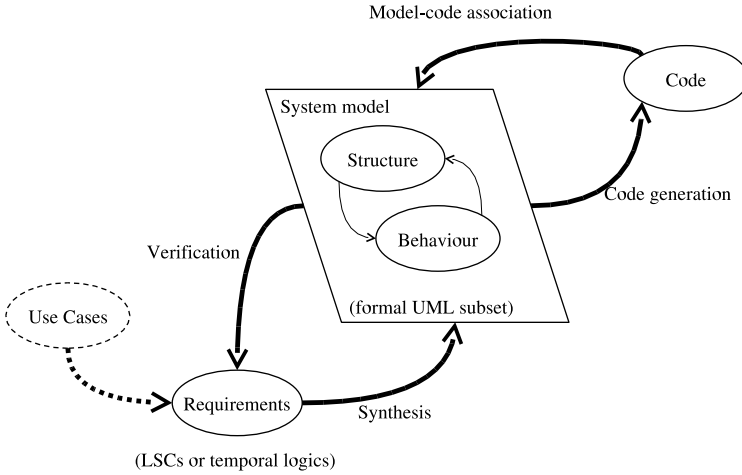 Model-code association
Code
System model
Structure
Code generation
Behaviour
Verification
(formal UML subset)
Use Cases
Requirements
Synthesis
(LSCs or temporal logics)